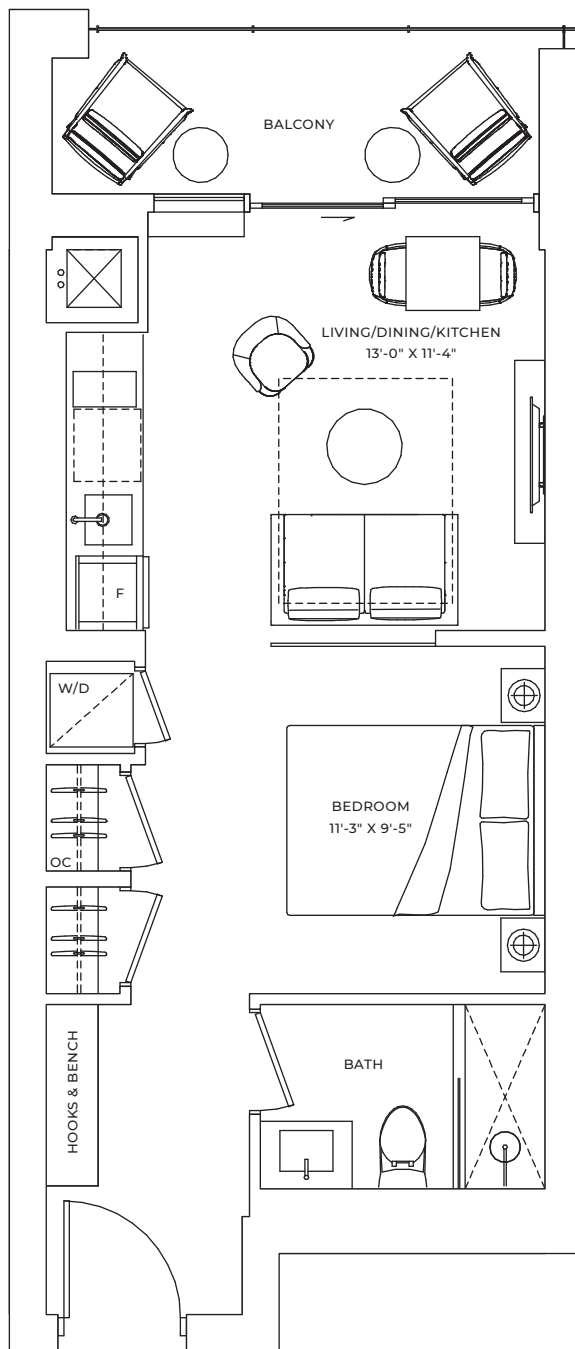 BALCONY
LIVING/DINING/KITCHEN
13'-0" X 11'-4"
F
W/D
BEDROOM
11'-3" X 9'-5"
OC
HOOKS & BENCH
BATH